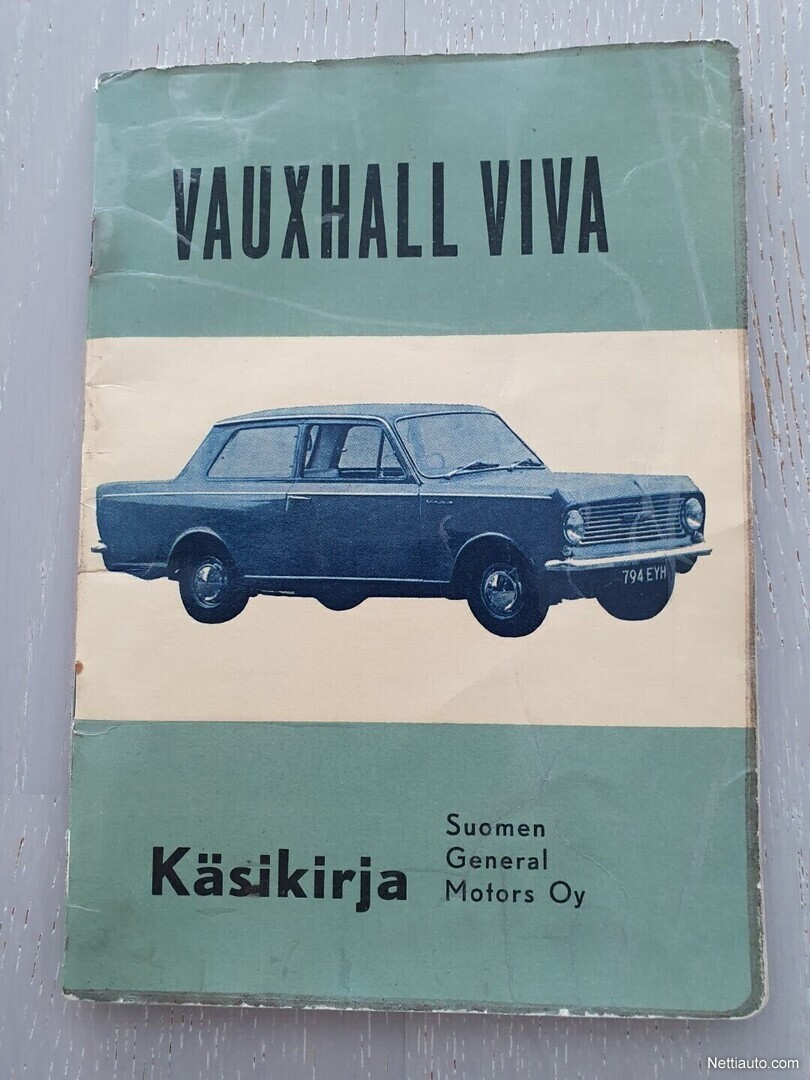 VAUXHALL VIVA
794 EYH
Käsikirja
Suomen
General
Motors Oy
Nettiauto.com